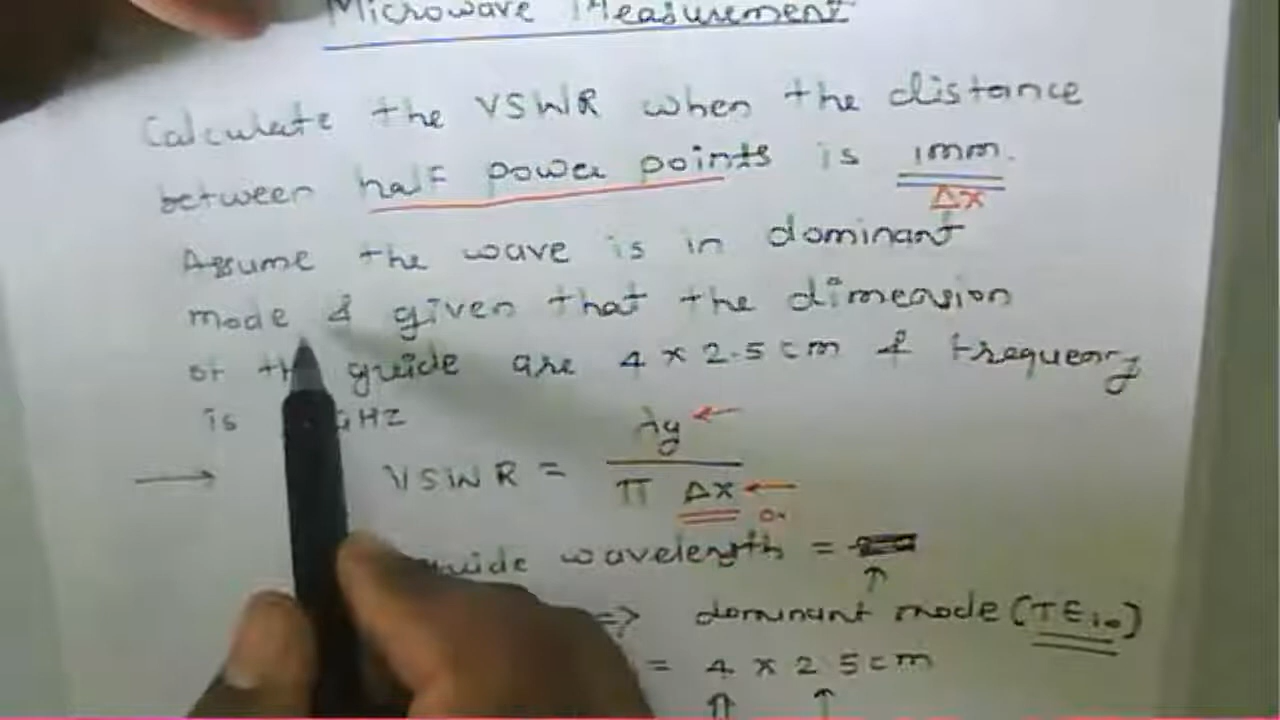 Microwave Measurement
Calculate the VSWR when the distance
between half power points is 1mm.
Δx
Assume the wave is in dominant
mode & given that the dimension
of the guide are 4 x 2.5 cm & frequency
is GHZ
→ VSWR = λg ←
π Δx ←
wavelength =
↑
=> dominant mode (TE10)
= 4 x 2.5 cm
⇑ ↑